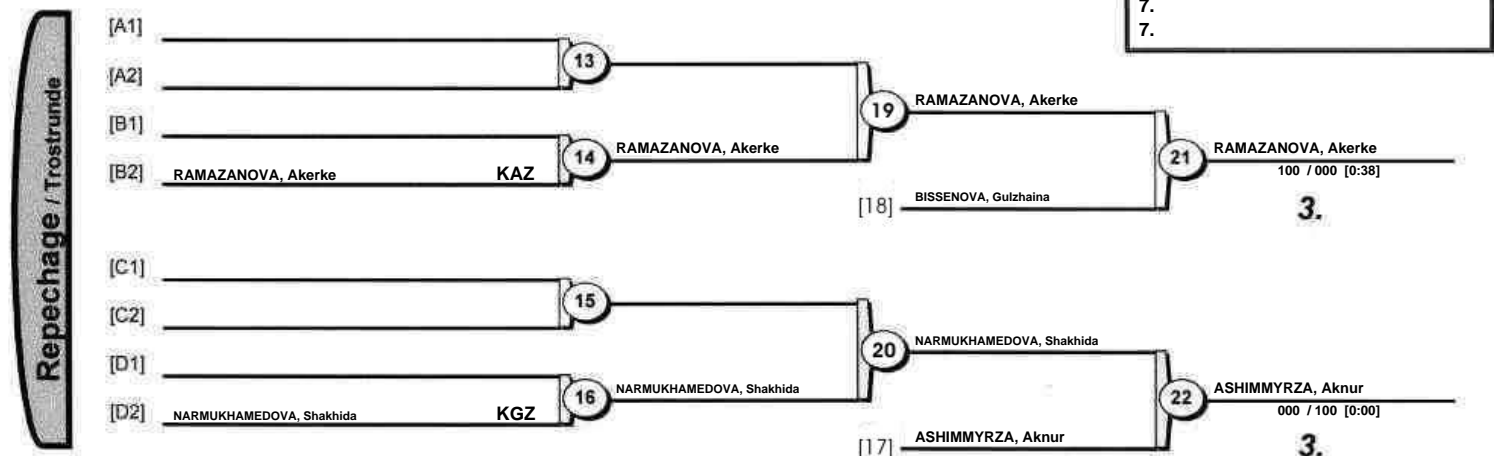 7.
7.
Repechage / Trostrunde
[A1]
13
[A2]
19
RAMAZANOVA, Akerke
[B1]
14
RAMAZANOVA, Akerke
21
RAMAZANOVA, Akerke
[B2]
RAMAZANOVA, Akerke
KAZ
100 / 000 [0:38]
[18]
BISSENOVA, Gulzhaina
3.
[C1]
15
[C2]
20
NARMUKHAMEDOVA, Shakhida
[D1]
16
NARMUKHAMEDOVA, Shakhida
22
ASHIMMYRZA, Aknur
[D2]
NARMUKHAMEDOVA, Shakhida
KGZ
000 / 100 [0:00]
[17]
ASHIMMYRZA, Aknur
3.